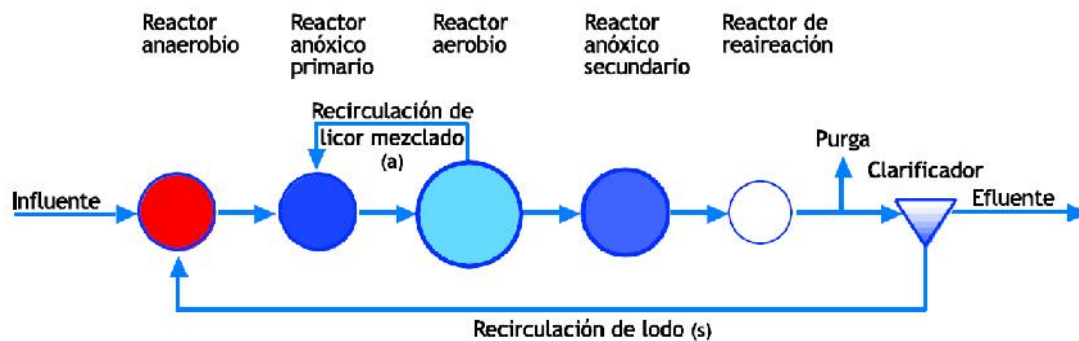 Reactor
anaerobio
Reactor
anóxico
primario
Reactor
aerobio
Reactor
anóxico
secundario
Reactor de
reaireación
Recirculación de
licor mezclado
(a)
Purga
Clarificador
Influente
Efluente
Recirculación de lodo (s)